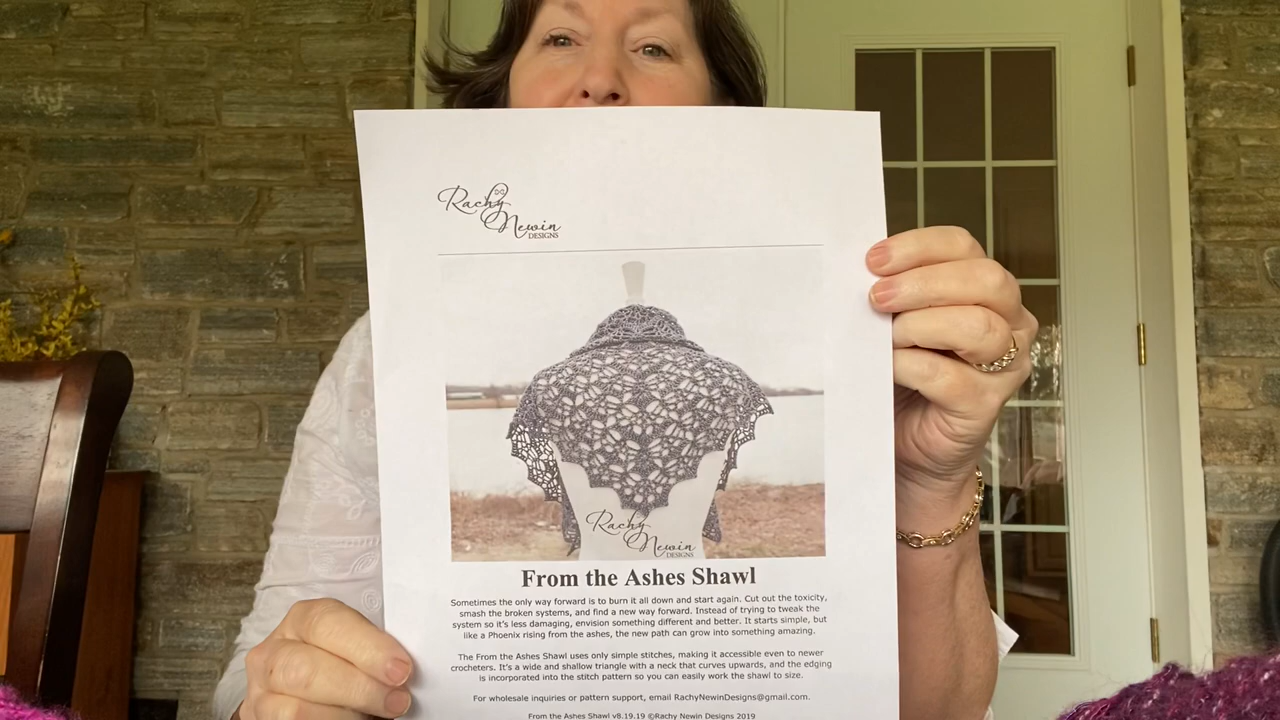 Rachy
Newin
DESIGNS
Rachy
Newin
DESIGNS
From the Ashes Shawl
Sometimes the only way forward is to burn it all down and start again. Cut out the toxicity,
smash the broken systems, and find a new way forward. Instead of trying to tweak the
system so it's less damaging, envision something different and better. It starts simple, but
like a Phoenix rising from the ashes, the new path can grow into something amazing.
The From the Ashes Shawl uses only simple stitches, making it accessible even to newer
crocheters. It's a wide and shallow triangle with a neck that curves upwards, and the edging
is incorporated into the stitch pattern so you can easily work the shawl to size.
For wholesale inquiries or pattern support, email RachyNewinDesigns@gmail.com.
From the Ashes Shawl v8.19.19 ©Rachy Newin Designs 2019